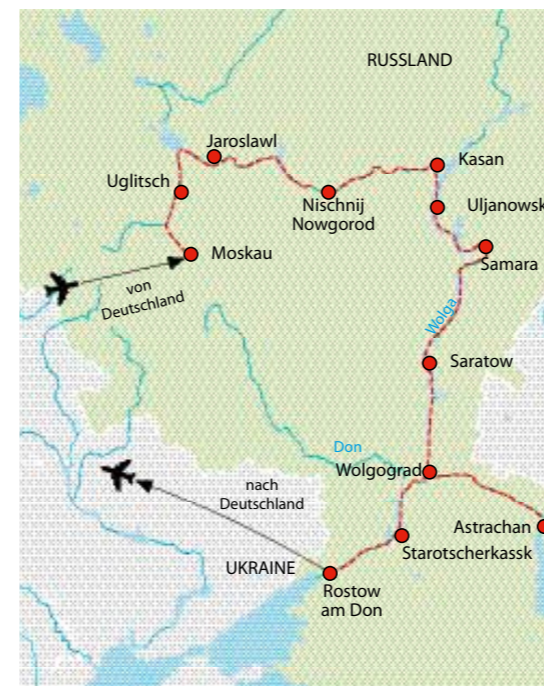 RUSSLAND
Jaroslawl
Kasan
Uglitsch
Nischnij
Nowgorod
Uljanowsk
Moskau
Samara
von
Deutschland
Wolga
Saratow
Don
Wolgograd
nach
Deutschland
Astrachan
Starotscherkassk
UKRAINE
Rostow
am Don